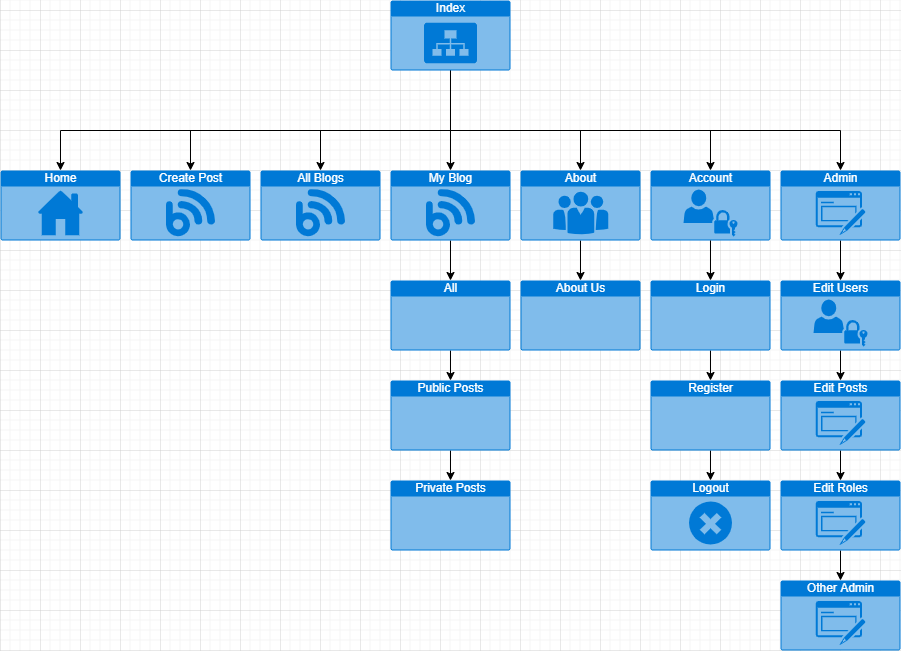 Index
Home
Create Post
All Blogs
My Blog
About
Account
Admin
All
About Us
Login
Edit Users
Public Posts
Register
Edit Posts
Private Posts
Logout
Edit Roles
Other Admin